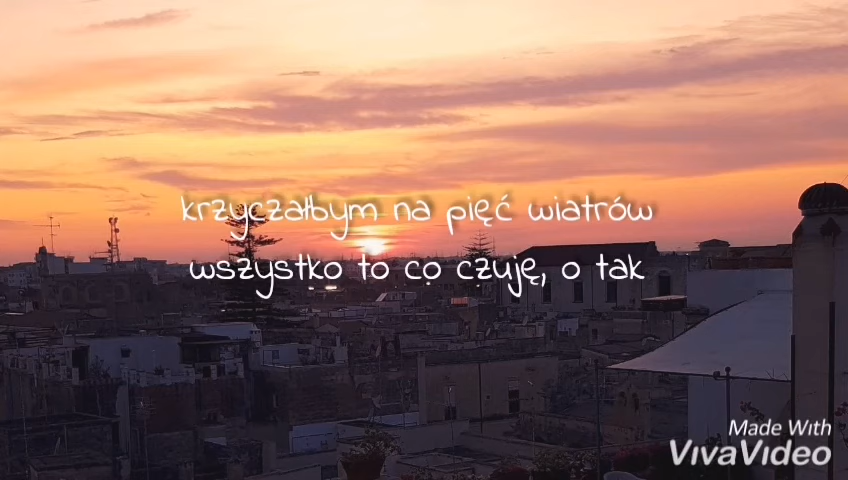 krzyczałbym na pięć wiatrów
wszystko to co czuję, o tak
Made With
VivaVideo